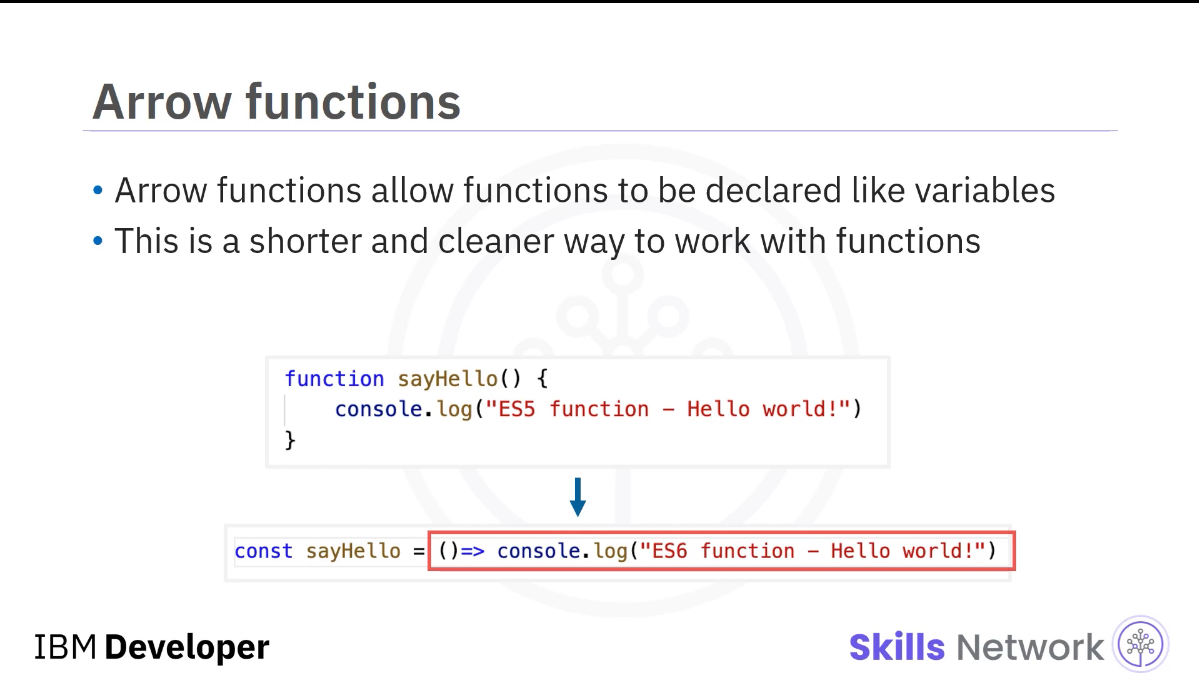 Arrow functions
• Arrow functions allow functions to be declared like variables
• This is a shorter and cleaner way to work with functions
function sayHello() {
    console.log("ES5 function – Hello world!")
}
const sayHello = ()=> console.log("ES6 function – Hello world!")
IBM Developer
Skills Network